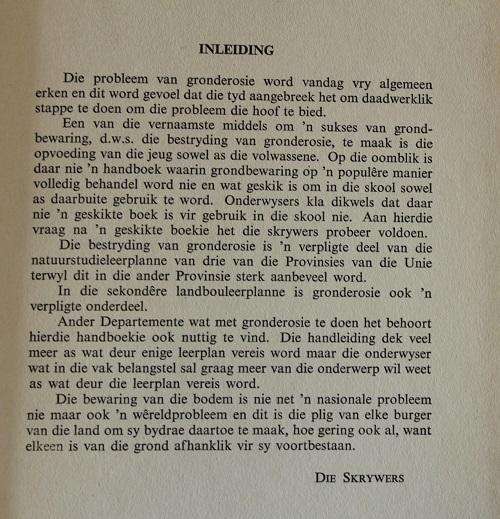 INLEIDING
Die probleem van gronderosie word vandag vry algemeen
erken en dit word gevoel dat die tyd aangebreek het om daadwerklik
stappe te doen om die probleem die hoof te bied.
Een van die vernaamste middels om 'n sukses van grond-
bewaring, d.w.s. die bestryding van gronderosie, te maak is die
opvoeding van die jeug sowel as die volwassene. Op die oomblik is
daar nie 'n handboek waarin grondbewaring op 'n populêre manier
volledig behandel word nie en wat geskik is om in die skool sowel
as daarbuite gebruik te word. Onderwysers kla dikwels dat daar
nie 'n geskikte boek is vir gebruik in die skool nie. Aan hierdie
vraag na 'n geskikte boekie het die skrywers probeer voldoen.
Die bestryding van gronderosie is 'n verpligte deel van die
natuurstudieleerplanne van drie van die Provinsies van die Unie
terwyl dit in die ander Provinsie sterk aanbeveel word.
In die sekondêre landbouleerplanne is gronderosie ook 'n
verpligte onderdeel.
Ander Departemente wat met gronderosie te doen het behoort
hierdie handboekie ook nuttig te vind. Die handleiding dek veel
meer as wat deur enige leerplan vereis word maar die onderwyser
wat in die vak belangstel sal graag meer van die onderwerp wil weet
as wat deur die leerplan vereis word.
Die bewaring van die bodem is nie net 'n nasionale probleem
nie maar ook 'n wêreldprobleem en dit is die plig van elke burger
van die land om sy bydrae daartoe te maak, hoe gering ook al, want
elkeen is van die grond afhanklik vir sy voortbestaan.
DIE SKRYWERS